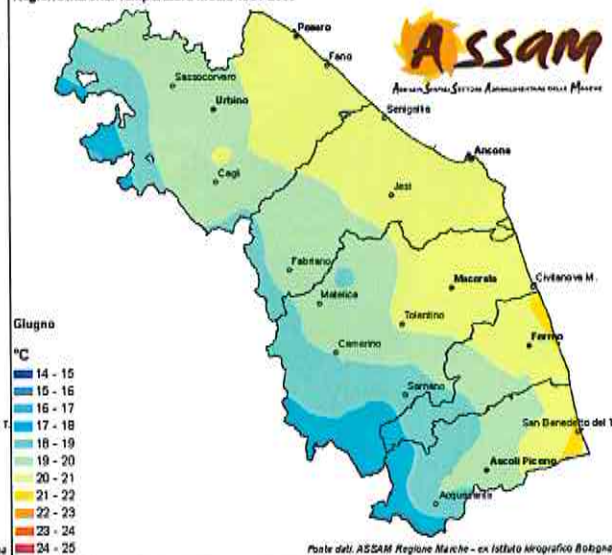 ASSAM
Pesaro
Fano
Sassocorvaro
Urbino
Senigallia
Ancona
Cagli
Jesi
Fabriano
Matelica
Macerata
Civitanova M.
Tolentino
Camerino
Fermo
Sarnano
San Benedetto del T
Ascoli Piceno
Acquasanta
Giugno
°C
14 - 15
15 - 16
16 - 17
17 - 18
18 - 19
19 - 20
20 - 21
21 - 22
22 - 23
23 - 24
24 - 25
T.
Fonte dati: ASSAM Regione Marche - ex Istituto Idrografico Bologna